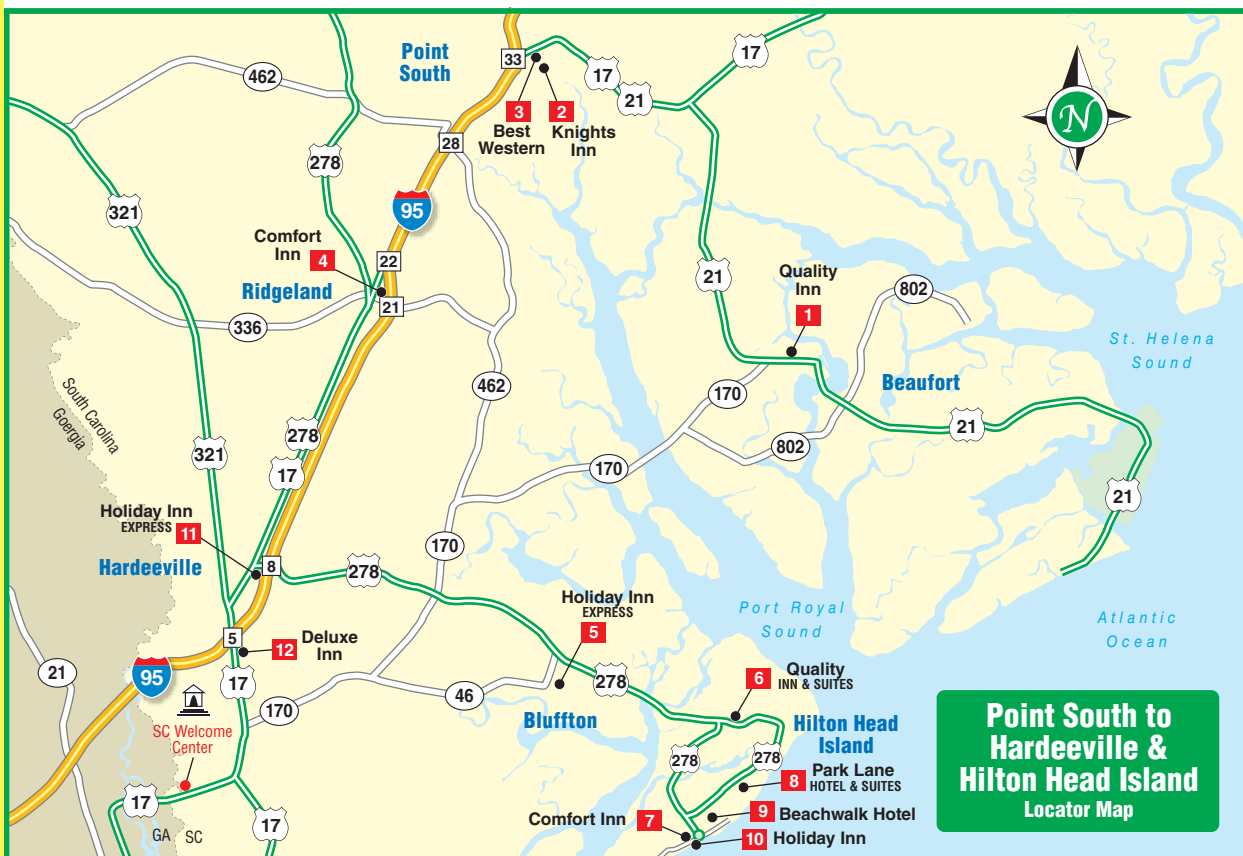 Point
South
33
17
17
21
462
3
Best
Western
2
Knights
Inn
28
278
321
95
Comfort
Inn
4
22
Ridgeland
21
336
N
21
Quality
Inn
1
802
St. Helena
Sound
Beaufort
South Carolina
Goergia
462
170
21
802
278
17
321
170
21
Holiday Inn
EXPRESS
11
Hardeeville
8
278
170
Holiday Inn
EXPRESS
5
Port Royal
Sound
Atlantic
Ocean
5
12
Deluxe
Inn
95
21
17
170
46
278
Bluffton
6
Quality
INN & SUITES
Hilton Head
Island
SC Welcome
Center
278
278
8
Park Lane
HOTEL & SUITES
17
GA
SC
17
Comfort Inn
7
9
Beachwalk Hotel
10
Holiday Inn
Point South to
Hardeeville &
Hilton Head Island
Locator Map